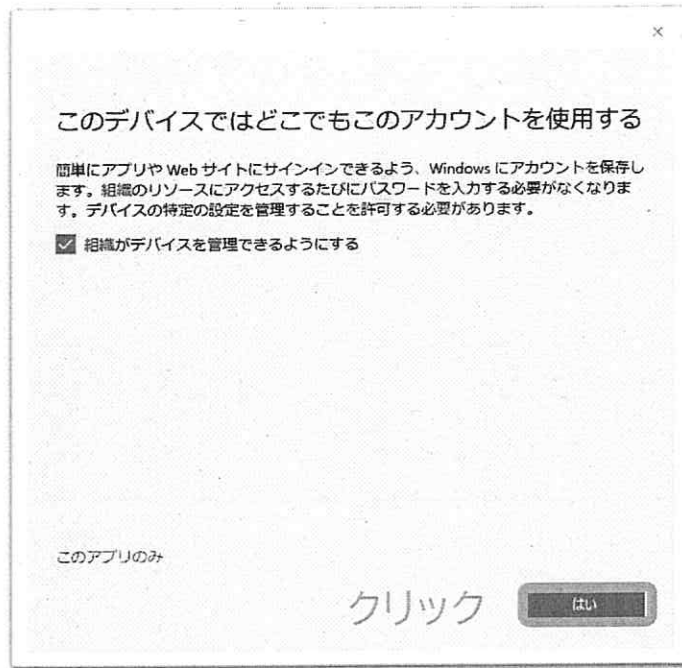 ×
このデバイスではどこでもこのアカウントを使用する
簡単にアプリや Web サイトにサインインできるよう、Windows にアカウントを保存し
ます。組織のリソースにアクセスするたびにパスワードを入力する必要がなくなりま
す。デバイスの特定の設定を管理することを許可する必要があります。
組織がデバイスを管理できるようにする
このアプリのみ
クリック はい